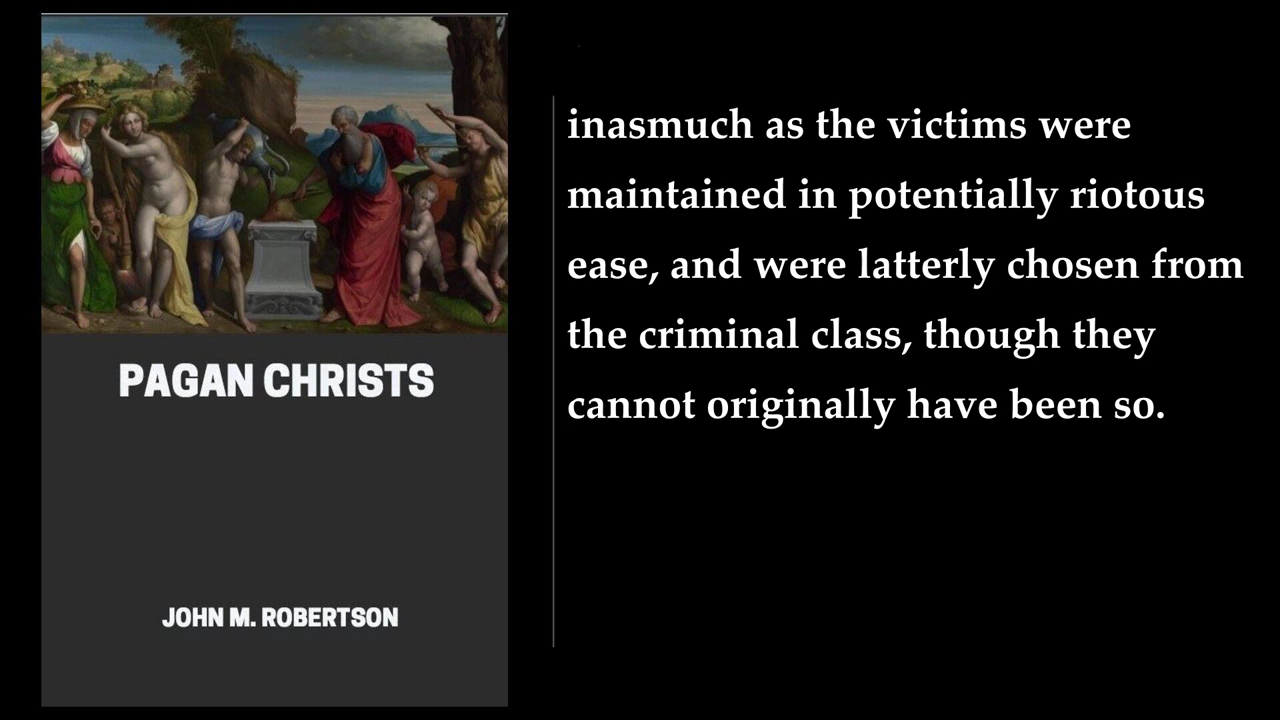 PAGAN CHRISTS
JOHN M. ROBERTSON
inasmuch as the victims were
maintained in potentially riotous
ease, and were latterly chosen from
the criminal class, though they
cannot originally have been so.